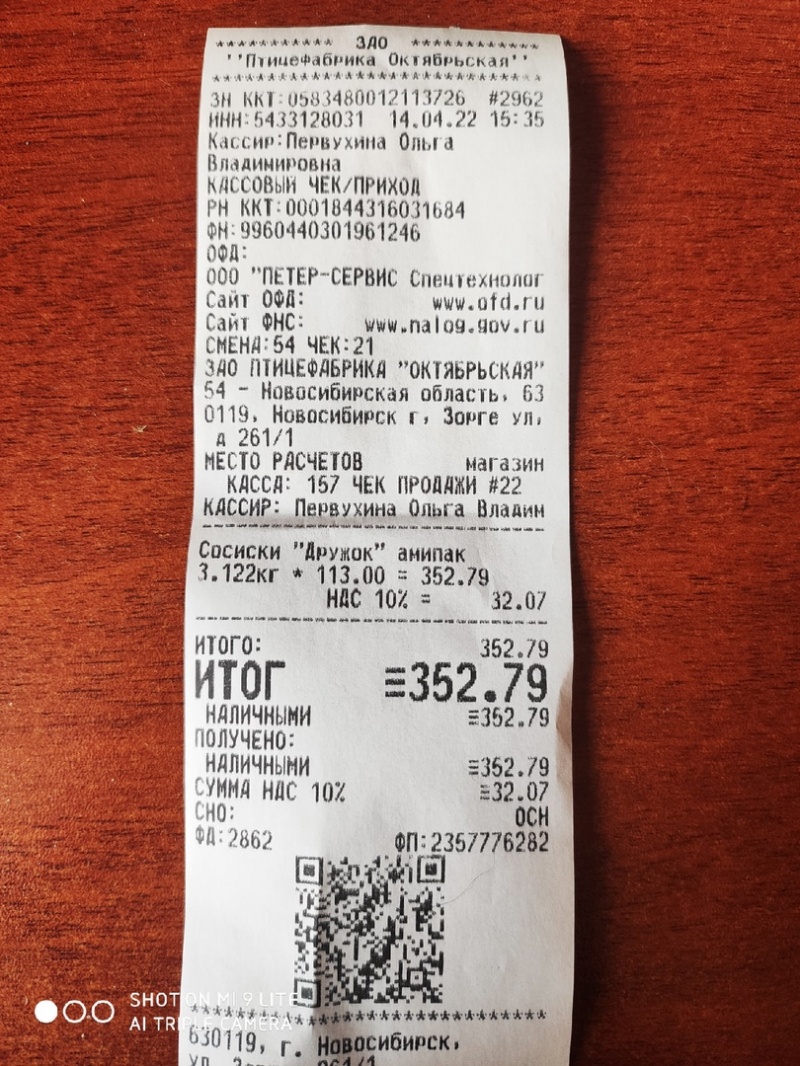 ********** ЗАО **********
''Птицефабрика Октябрьская''
*****************************
ЗН ККТ:0583480012113726 #2962
ИНН:5433128031 14.04.22 15:35
Кассир:Первухина Ольга
Владимировна
КАССОВЫЙ ЧЕК/ПРИХОД
РН ККТ:0001844316031684
ФН:9960440301961246
ОФД:
ООО "ПЕТЕР-СЕРВИС Спецтехнолог
Сайт ОФД: www.ofd.ru
Сайт ФНС: www.nalog.gov.ru
СМЕНА:54 ЧЕК:21
ЗАО ПТИЦЕФАБРИКА "ОКТЯБРЬСКАЯ"
54 - Новосибирская область, 63
0119, Новосибирск г, Зорге ул,
д 261/1
МЕСТО РАСЧЕТОВ магазин
КАССА: 157 ЧЕК ПРОДАЖИ #22
КАССИР: Первухина Ольга Владим
Сосиски "Дружок" амипак
3.122кг * 113.00 = 352.79
НДС 10% = 32.07
ИТОГО: 352.79
ИТОГ ≡352.79
НАЛИЧНЫМИ ≡352.79
ПОЛУЧЕНО:
НАЛИЧНЫМИ ≡352.79
СУММА НДС 10% ≡32.07
СНО: ОСН
ФД:2862 ФП:2357776282
SHOT ON MI 9 LITE
AI TRIPLE CAMERA
*****************************
630119, г. Новосибирск,
261/1